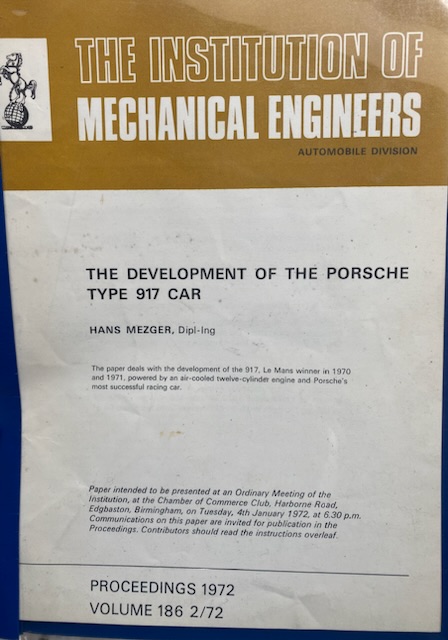 THE INSTITUTION OF
MECHANICAL ENGINEERS
AUTOMOBILE DIVISION
THE DEVELOPMENT OF THE PORSCHE
TYPE 917 CAR
HANS MEZGER, Dipl-Ing
The paper deals with the development of the 917, Le Mans winner in 1970
and 1971, powered by an air-cooled twelve-cylinder engine and Porsche's
most successful racing car.
Paper intended to be presented at an Ordinary Meeting of the
Institution, at the Chamber of Commerce Club, Harborne Road,
Edgbaston, Birmingham, on Tuesday, 4th January 1972, at 6.30 p.m.
Communications on this paper are invited for publication in the
Proceedings. Contributors should read the instructions overleaf.
PROCEEDINGS 1972
VOLUME 186 2/72